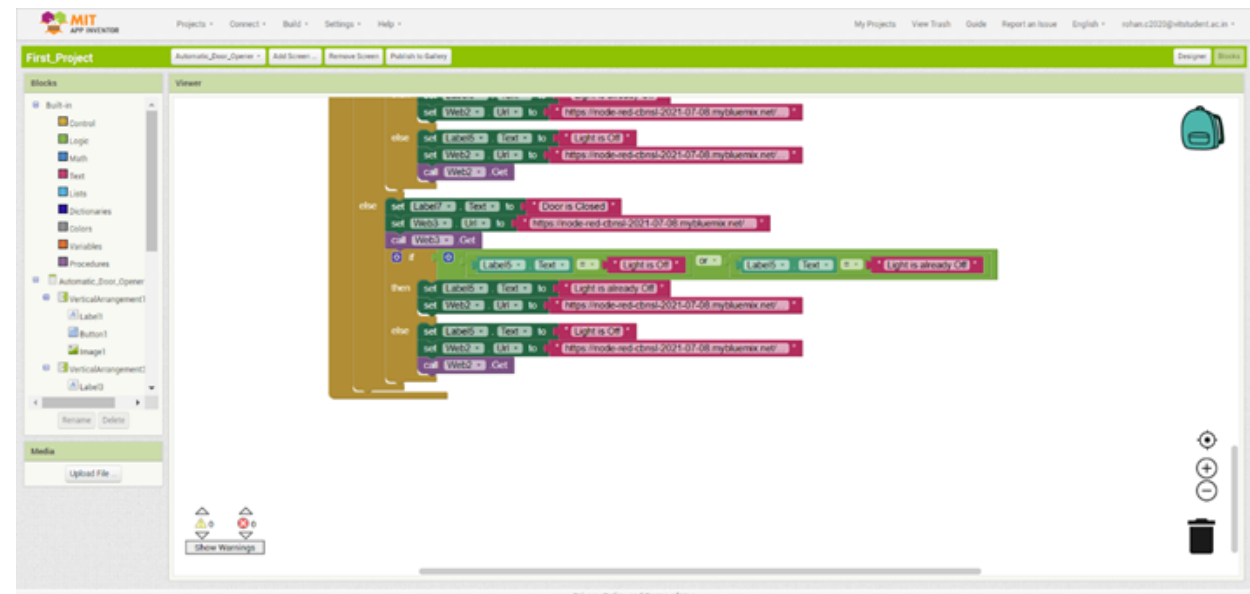 MIT
APP INVENTOR
Projects Connect Build Settings Help My Projects View Trash Guide Report an Issue English rohan.c2020@vitstudent.ac.in
First_Project Automatic_Door_Opener Add Screen ... Remove Screen Publish to Gallery Designer Blocks
Blocks Viewer
Built-in
Control
Logic
Math
Text
Lists
Dictionaries
Colors
Variables
Procedures
Automatic_Door_Opener
VerticalArrangement1
Label1
Button1
Image1
Label3
Rename Delete
Media
Upload File ...
set Web2 . Url to " https://node-red-cbnsl-2021-07-08.mybluemix.net/... "
else set Label5 . Text to " Light is Off "
set Web2 . Url to " https://node-red-cbnsl-2021-07-08.mybluemix.net/... "
call Web2 .Get
else set Label7 . Text to " Door is Closed "
set Web3 . Url to " https://node-red-cbnsl-2021-07-08.mybluemix.net/... "
call Web3 .Get
if Label5 . Text = " Light is Off " or Label5 . Text = " Light is already Off "
then set Label5 . Text to " Light is already Off "
set Web2 . Url to " https://node-red-cbnsl-2021-07-08.mybluemix.net/... "
else set Label5 . Text to " Light is Off "
set Web2 . Url to " https://node-red-cbnsl-2021-07-08.mybluemix.net/... "
call Web2 .Get
0 0
Show Warnings